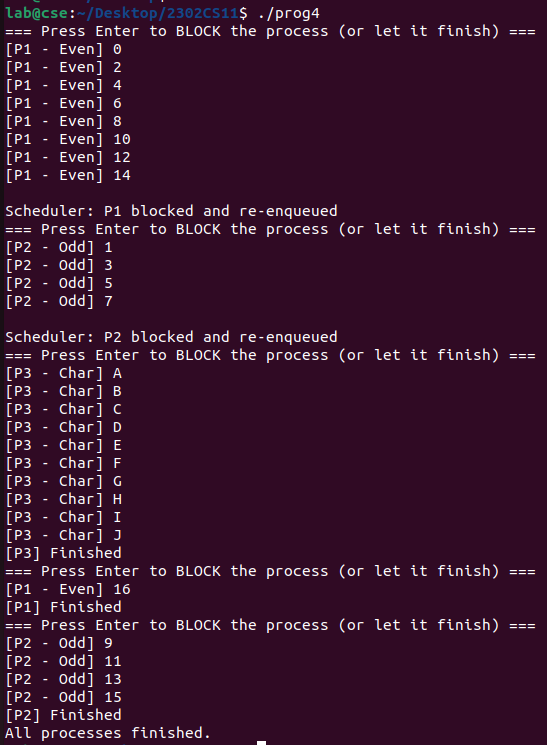 lab@cse:~/Desktop/2302CS11$ ./prog4
=== Press Enter to BLOCK the process (or let it finish) ===
[P1 - Even] 0
[P1 - Even] 2
[P1 - Even] 4
[P1 - Even] 6
[P1 - Even] 8
[P1 - Even] 10
[P1 - Even] 12
[P1 - Even] 14
Scheduler: P1 blocked and re-enqueued
=== Press Enter to BLOCK the process (or let it finish) ===
[P2 - Odd] 1
[P2 - Odd] 3
[P2 - Odd] 5
[P2 - Odd] 7
Scheduler: P2 blocked and re-enqueued
=== Press Enter to BLOCK the process (or let it finish) ===
[P3 - Char] A
[P3 - Char] B
[P3 - Char] C
[P3 - Char] D
[P3 - Char] E
[P3 - Char] F
[P3 - Char] G
[P3 - Char] H
[P3 - Char] I
[P3 - Char] J
[P3] Finished
=== Press Enter to BLOCK the process (or let it finish) ===
[P1 - Even] 16
[P1] Finished
=== Press Enter to BLOCK the process (or let it finish) ===
[P2 - Odd] 9
[P2 - Odd] 11
[P2 - Odd] 13
[P2 - Odd] 15
[P2] Finished
All processes finished.